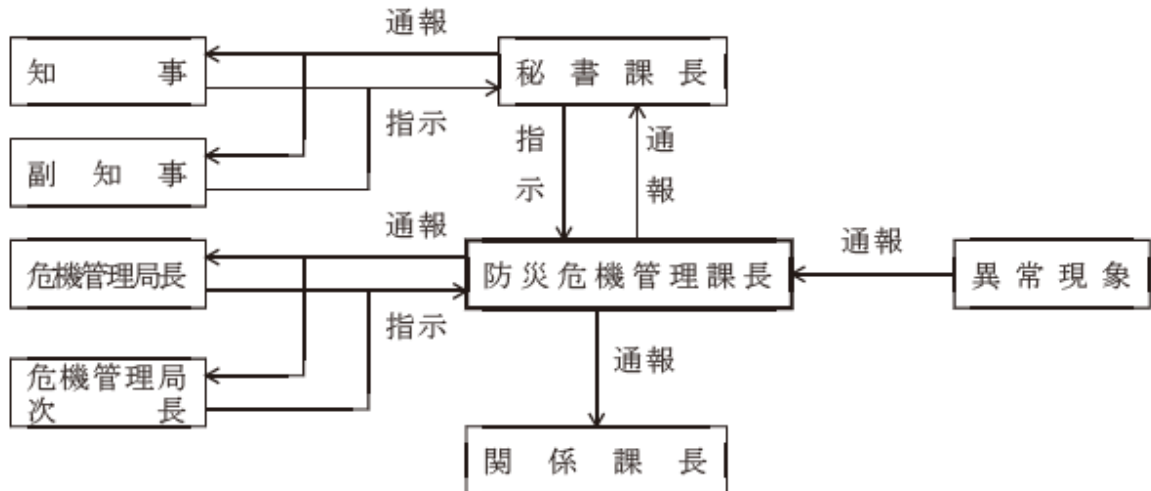 通報
知事
秘書課長
指示
指示
通報
副知事
通報
通報
危機管理局長
防災危機管理課長
異常現象
指示
通報
危機管理局
次長
関係課長